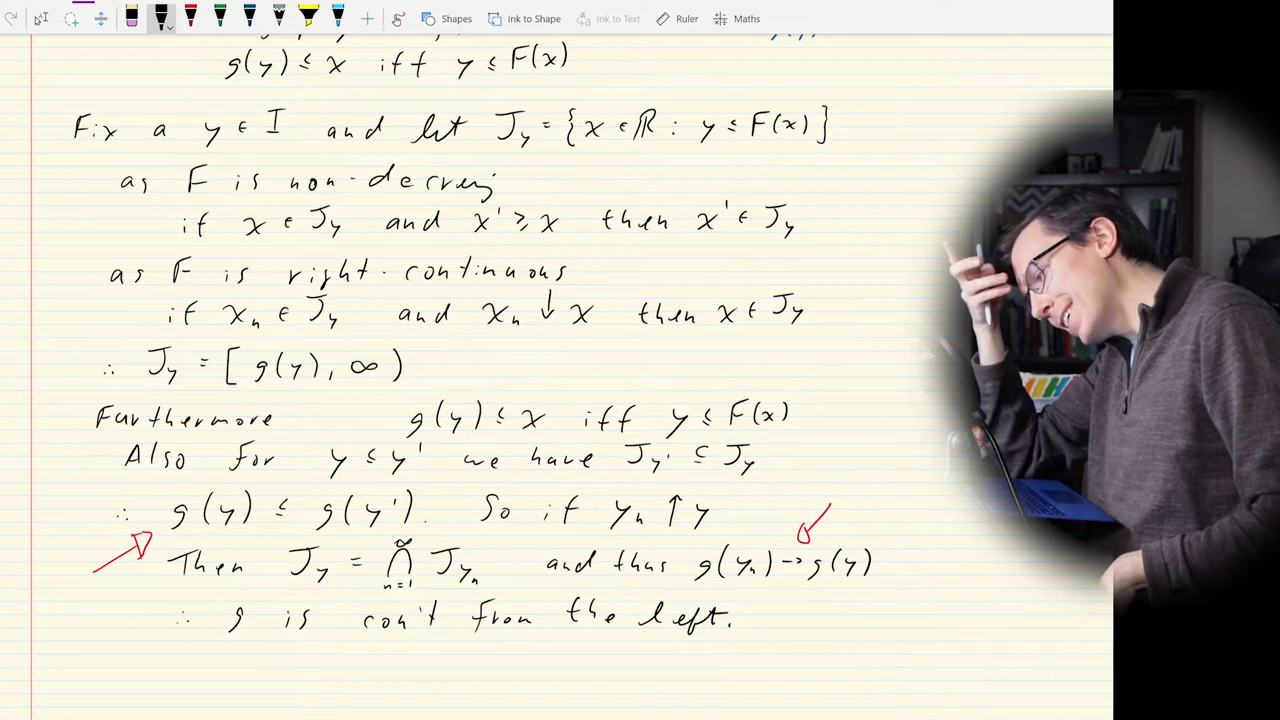 Shapes Ink to Shape Ink to Text Ruler Maths
g(y) ≤ x iff y ≤ F(x)
Fix a y ∈ I and let J_y = {x ∈ ℝ : y ≤ F(x)}
as F is non-decreing
if x ∈ J_y and x' ≥ x then x' ∈ J_y
as F is right-continuous
if x_n ∈ J_y and x_n ↓ x then x ∈ J_y
∴ J_y = [g(y), ∞)
Furthermore g(y) ≤ x iff y ≤ F(x)
Also for y ≤ y' we have J_y' ⊆ J_y
∴ g(y) ≤ g(y'). So if y_n ↑ y
Then J_y = ∩_{n=1}^∞ J_{y_n} and thus g(y_n) → g(y)
∴ g is con't from the left.